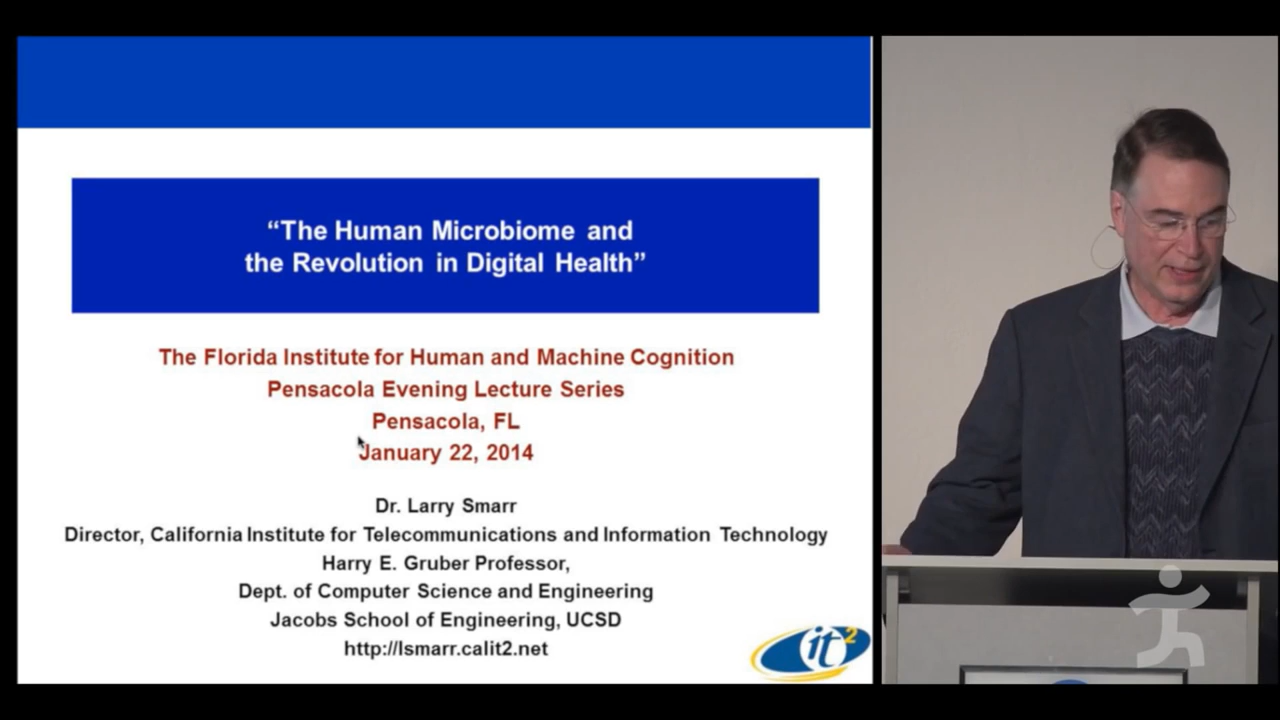 “The Human Microbiome and
the Revolution in Digital Health”
The Florida Institute for Human and Machine Cognition
Pensacola Evening Lecture Series
Pensacola, FL
January 22, 2014
Dr. Larry Smarr
Director, California Institute for Telecommunications and Information Technology
Harry E. Gruber Professor,
Dept. of Computer Science and Engineering
Jacobs School of Engineering, UCSD
http://lsmarr.calit2.net
it2